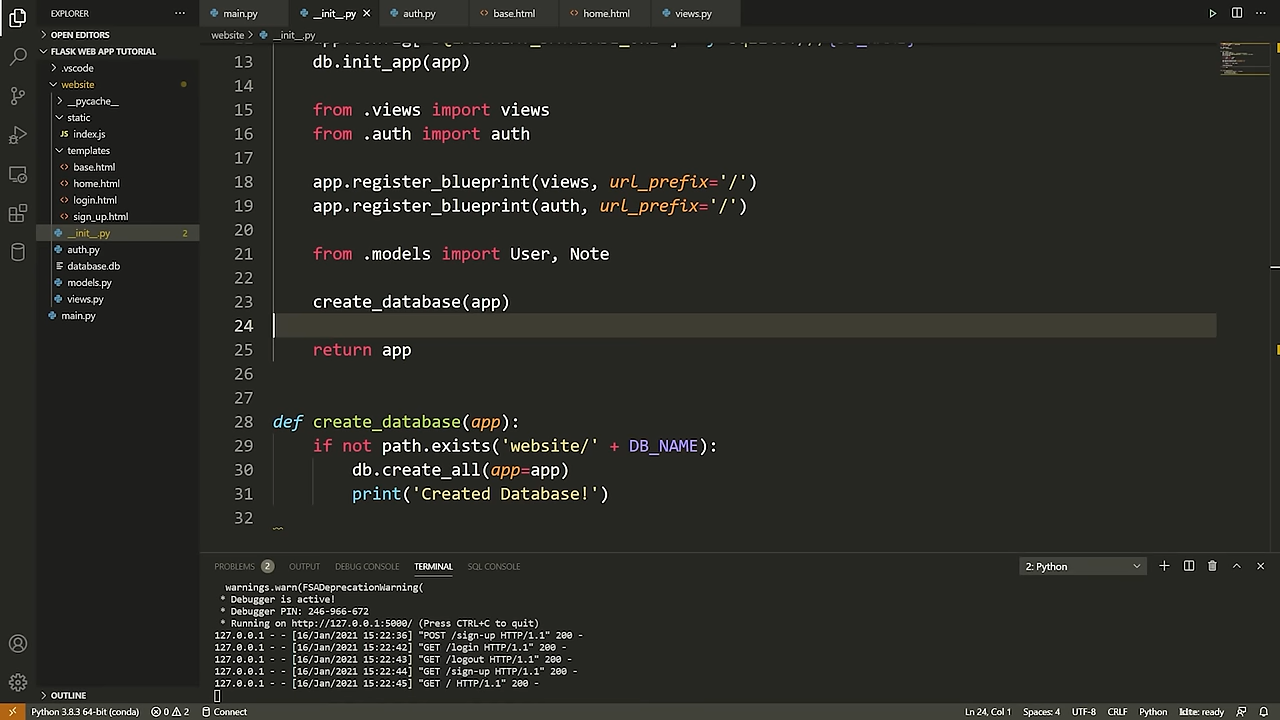 EXPLORER
···
main.py
__init__.py
auth.py
base.html
home.html
views.py
OPEN EDITORS
FLASK WEB APP TUTORIAL
.vscode
website
__pycache__
static
JS index.js
templates
base.html
home.html
login.html
sign_up.html
__init__.py 2
auth.py
database.db
models.py
views.py
main.py
OUTLINE
website > __init__.py
13 db.init_app(app)
14
15 from .views import views
16 from .auth import auth
17
18 app.register_blueprint(views, url_prefix='/')
19 app.register_blueprint(auth, url_prefix='/')
20
21 from .models import User, Note
22
23 create_database(app)
24
25 return app
26
27
28 def create_database(app):
29 if not path.exists('website/' + DB_NAME):
30 db.create_all(app=app)
31 print('Created Database!')
32
PROBLEMS 2 OUTPUT DEBUG CONSOLE TERMINAL SQL CONSOLE
2: Python
warnings.warn(FSADeprecationWarning(
* Debugger is active!
* Debugger PIN: 246-966-672
* Running on http://127.0.0.1:5000/ (Press CTRL+C to quit)
127.0.0.1 - - [16/Jan/2021 15:22:36] "POST /sign-up HTTP/1.1" 200 -
127.0.0.1 - - [16/Jan/2021 15:22:42] "GET /login HTTP/1.1" 200 -
127.0.0.1 - - [16/Jan/2021 15:22:43] "GET /logout HTTP/1.1" 200 -
127.0.0.1 - - [16/Jan/2021 15:22:44] "GET /sign-up HTTP/1.1" 200 -
127.0.0.1 - - [16/Jan/2021 15:22:45] "GET / HTTP/1.1" 200 -
Python 3.8.3 64-bit (conda) 0 2 Connect Ln 24, Col 1 Spaces: 4 UTF-8 CRLF Python kite: ready